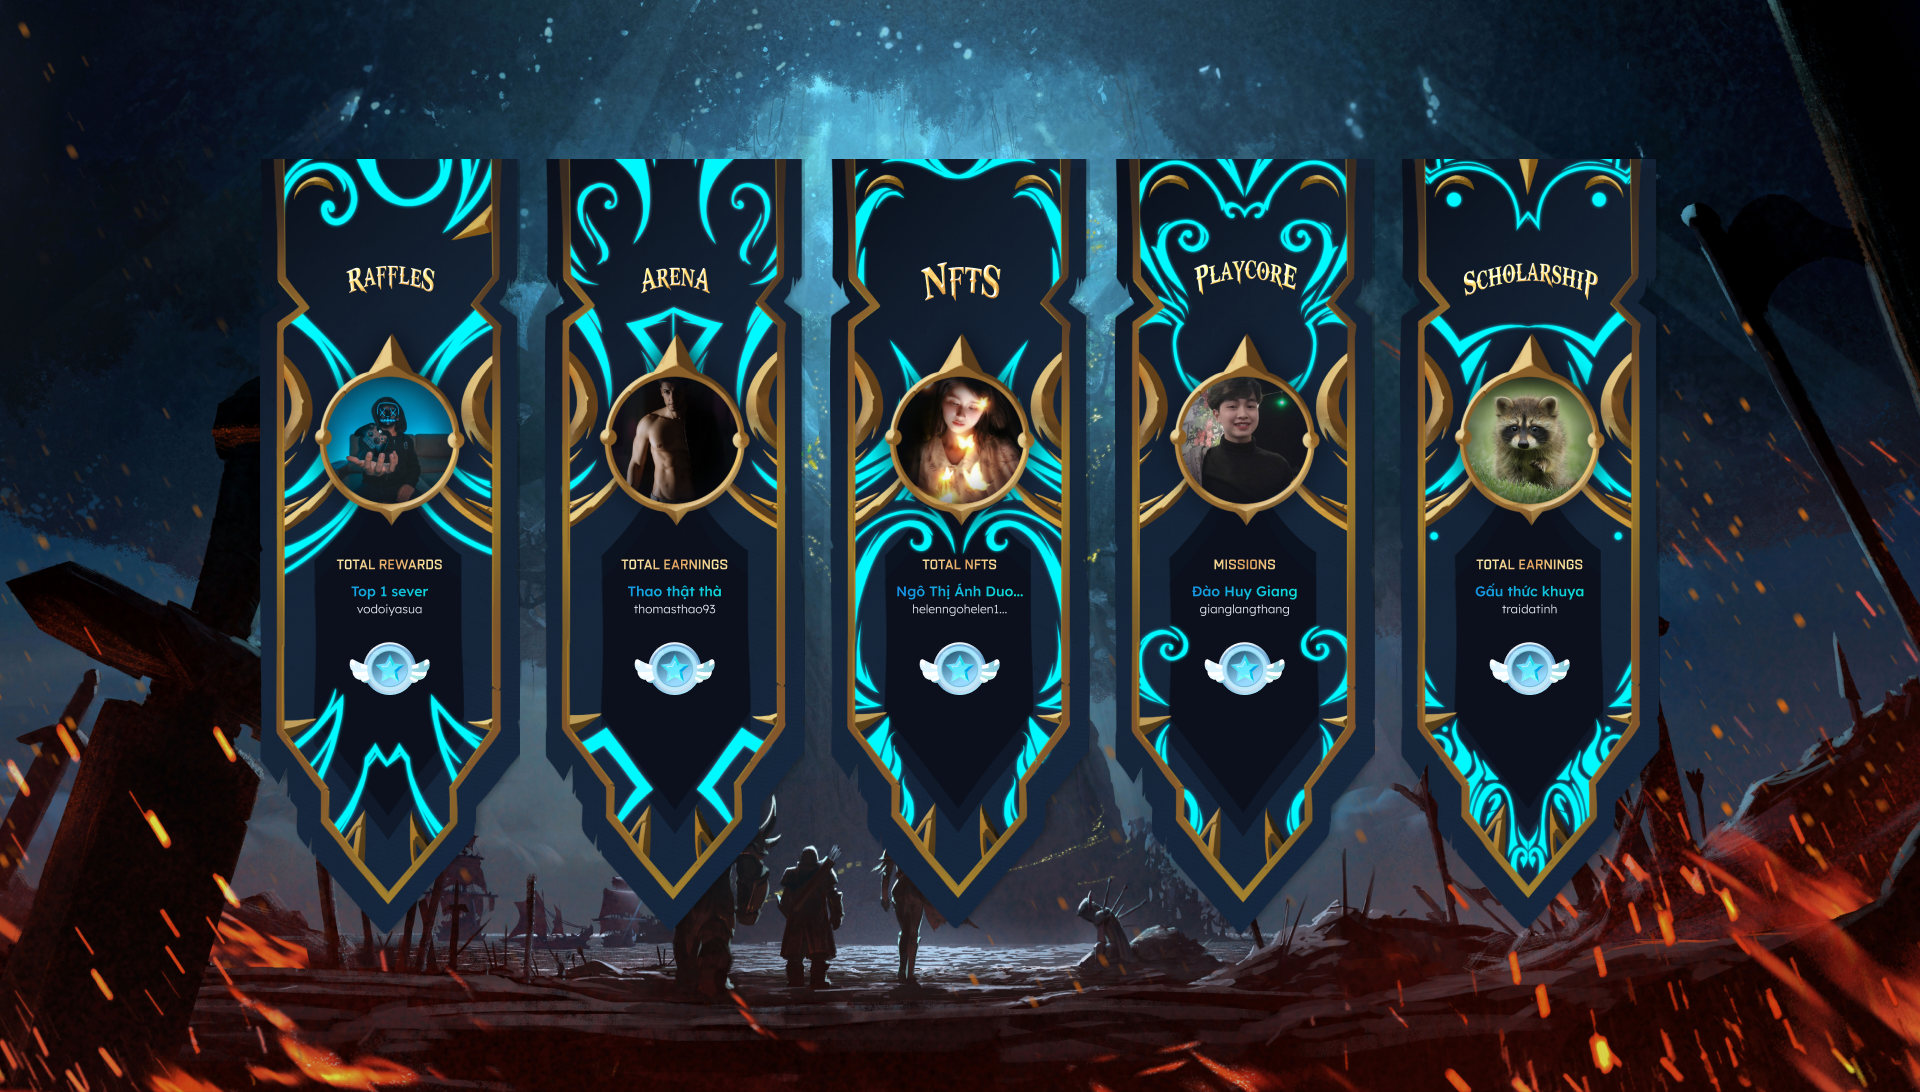 RAFFLES
TOTAL REWARDS
Top 1 sever
vodoiyasua
ARENA
TOTAL EARNINGS
Thao thật thà
thomasthao93
NFTS
TOTAL NFTS
Ngô Thị Ánh Duo...
helenngohelen1...
PLAYCORE
MISSIONS
Đào Huy Giang
gianglangthang
SCHOLARSHIP
TOTAL EARNINGS
Gấu thức khuya
traidatinh